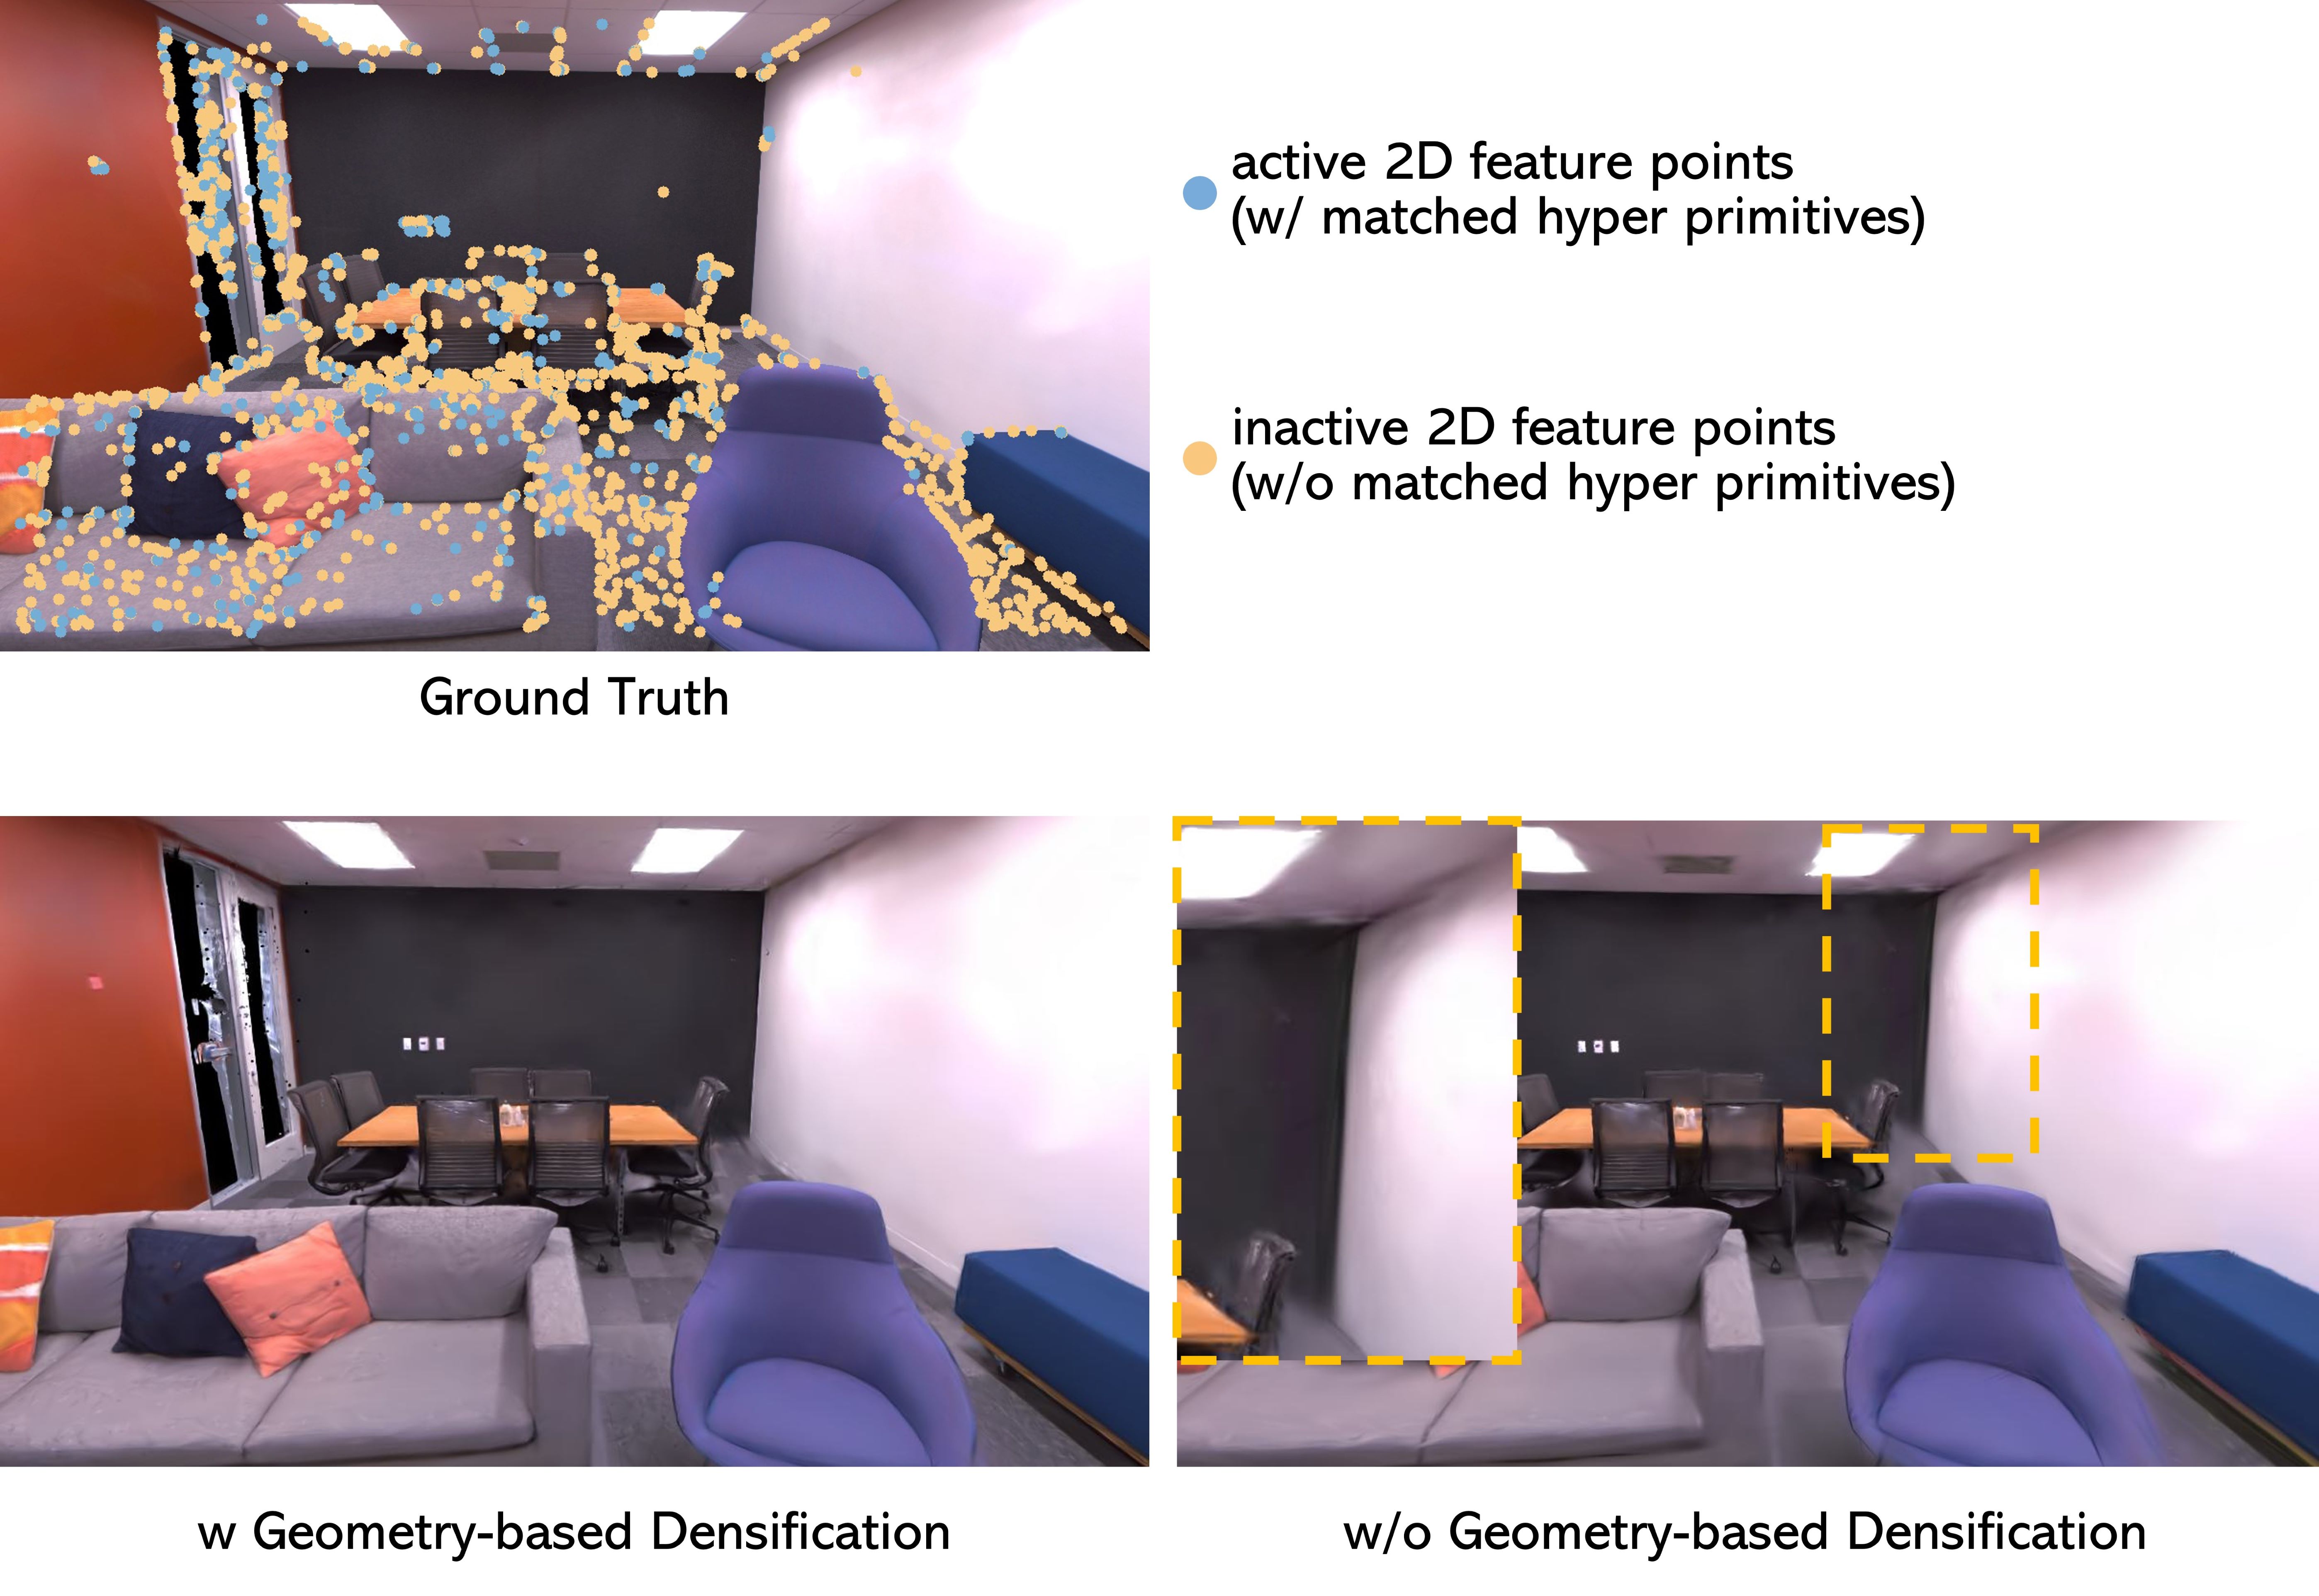 active 2D feature points
(w/ matched hyper primitives)
inactive 2D feature points
(w/o matched hyper primitives)
Ground Truth
w Geometry-based Densification
w/o Geometry-based Densification